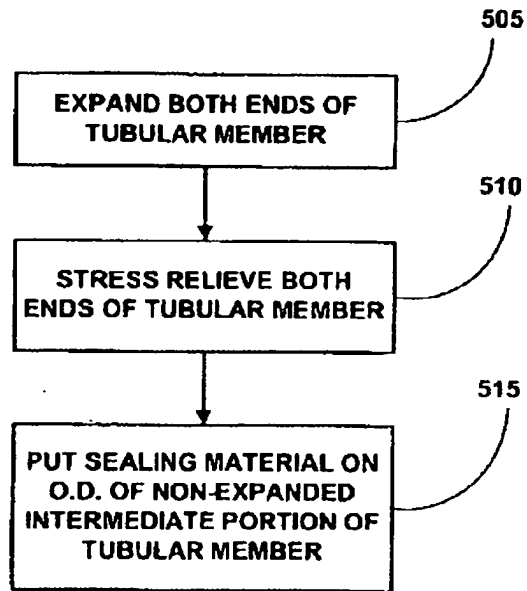 505
EXPAND BOTH ENDS OF
TUBULAR MEMBER
510
STRESS RELIEVE BOTH
ENDS OF TUBULAR MEMBER
515
PUT SEALING MATERIAL ON
O.D. OF NON-EXPANDED
INTERMEDIATE PORTION OF
TUBULAR MEMBER